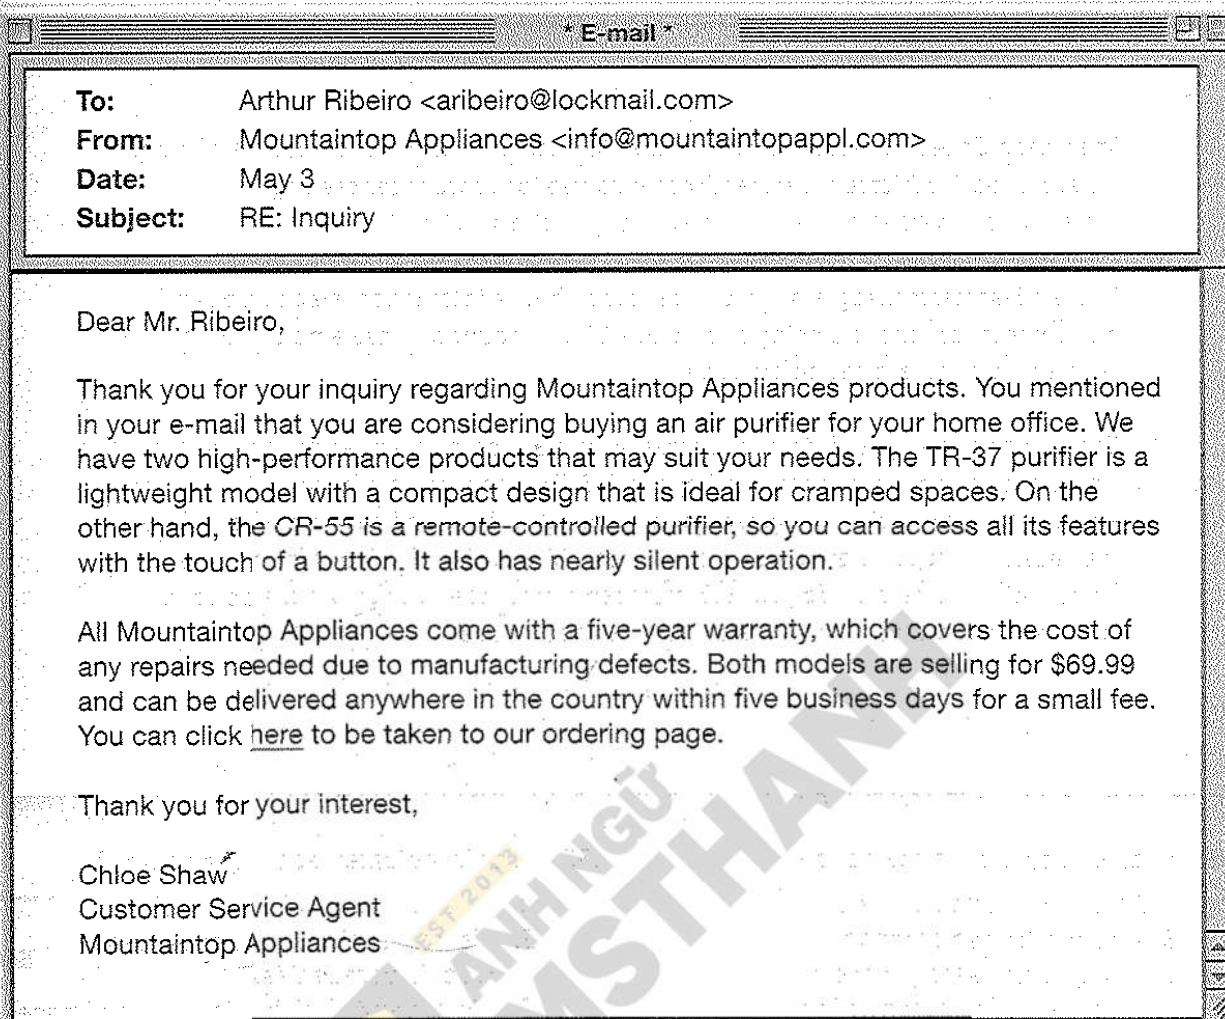 * E-mail *
To: Arthur Ribeiro <aribeiro@lockmail.com>
From: Mountaintop Appliances <info@mountaintopappl.com>
Date: May 3
Subject: RE: Inquiry
Dear Mr. Ribeiro,
Thank you for your inquiry regarding Mountaintop Appliances products. You mentioned
in your e-mail that you are considering buying an air purifier for your home office. We
have two high-performance products that may suit your needs. The TR-37 purifier is a
lightweight model with a compact design that is ideal for cramped spaces. On the
other hand, the CR-55 is a remote-controlled purifier, so you can access all its features
with the touch of a button. It also has nearly silent operation.
All Mountaintop Appliances come with a five-year warranty, which covers the cost of
any repairs needed due to manufacturing defects. Both models are selling for $69.99
and can be delivered anywhere in the country within five business days for a small fee.
You can click here to be taken to our ordering page.
Thank you for your interest,
Chloe Shaw
Customer Service Agent
Mountaintop Appliances
EST 2013
ANH NGỮ
MSTHANH